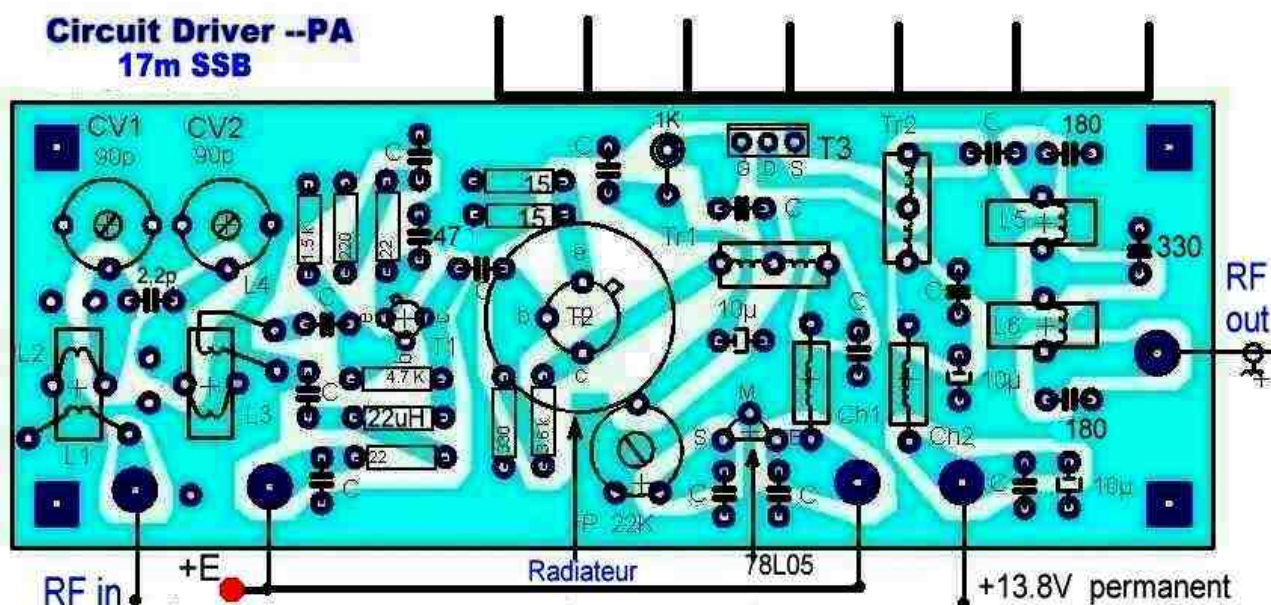 Circuit Driver --PA
17m SSB
CV1
90p
CV2
90p
C
1K
T3
G D S
Tr2
C
180
C
15
15
47
1.5 K
220
22
C
Tr1
L5
330
2.2p
L4
e
b
T2
c
C
C
e
c
b
T1
10µ
C
C
L6
RF
out
L2
L3
L1
4.7 K
C
22uH
22
C
330
3.6 k
M
S
E
Ch1
Ch2
10µ
180
C
C
C
10µ
P 22K
RF in
+E
Radiateur
78L05
+13.8V permanent